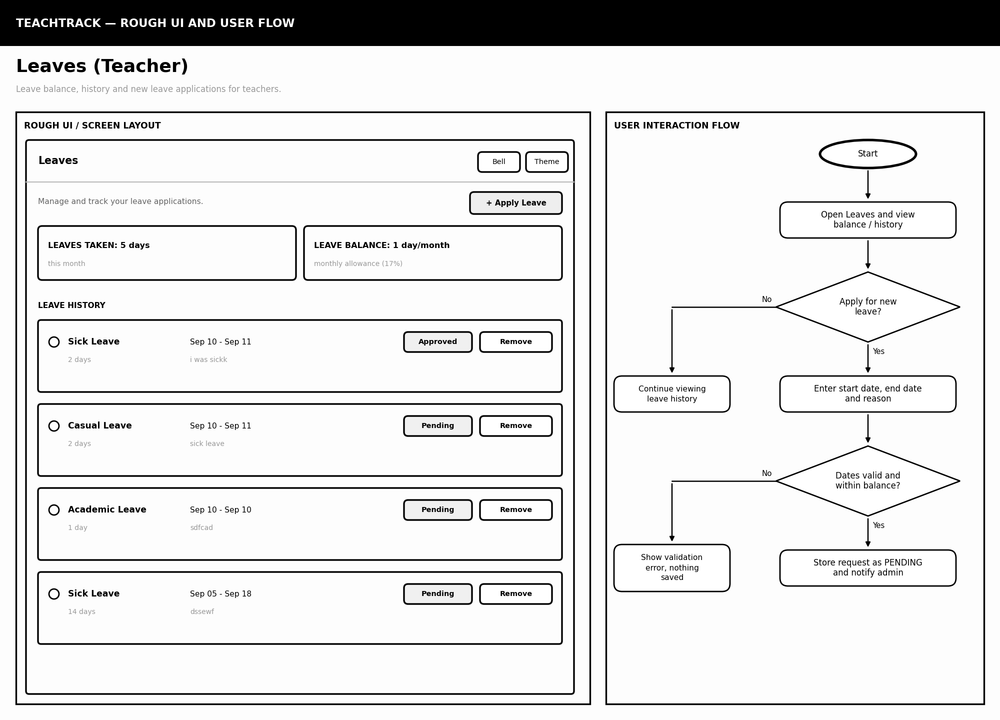 TEACHTRACK — ROUGH UI AND USER FLOW
Leaves (Teacher)
Leave balance, history and new leave applications for teachers.
ROUGH UI / SCREEN LAYOUT
Leaves
Bell
Theme
Manage and track your leave applications.
+ Apply Leave
LEAVES TAKEN: 5 days
this month
LEAVE BALANCE: 1 day/month
monthly allowance (17%)
LEAVE HISTORY
Sick Leave
Sep 10 - Sep 11
Approved
Remove
2 days
i was sickk
Casual Leave
Sep 10 - Sep 11
Pending
Remove
2 days
sick leave
Academic Leave
Sep 10 - Sep 10
Pending
Remove
1 day
sdfcad
Sick Leave
Sep 05 - Sep 18
Pending
Remove
14 days
dssewf
USER INTERACTION FLOW
Start
Open Leaves and view
balance / history
Apply for new
leave?
No
Yes
Continue viewing
leave history
Enter start date, end date
and reason
Dates valid and
within balance?
No
Yes
Show validation
error, nothing
saved
Store request as PENDING
and notify admin